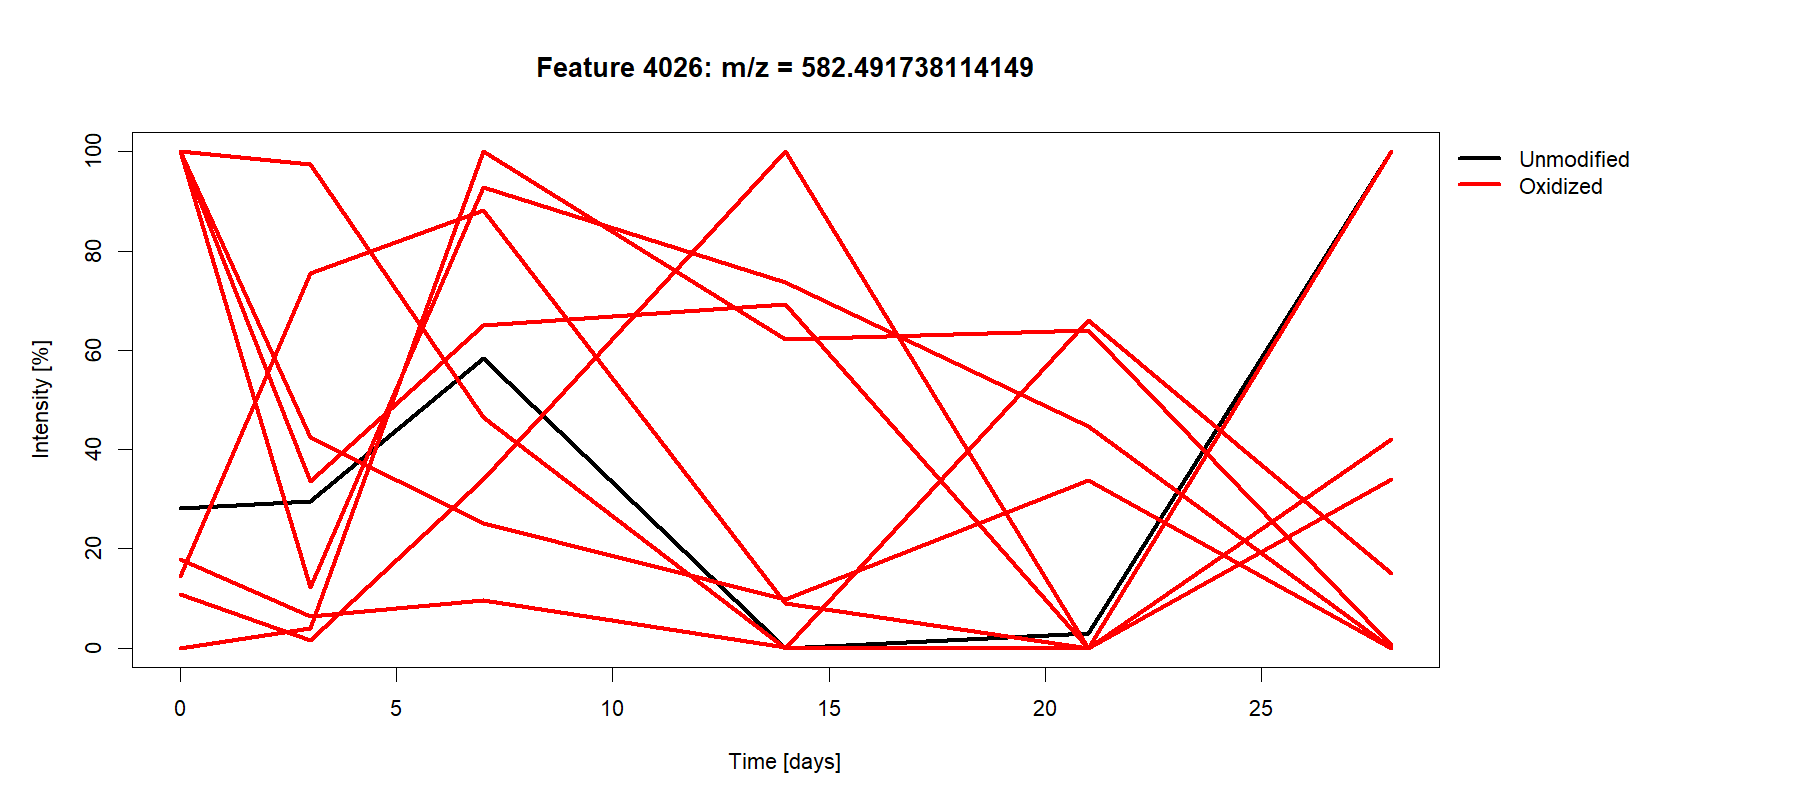 Feature 4026: m/z = 582.491738114149
100
80
60
40
20
0
Intensity [%]
Unmodified
Oxidized
0 5 10 15 20 25
Time [days]